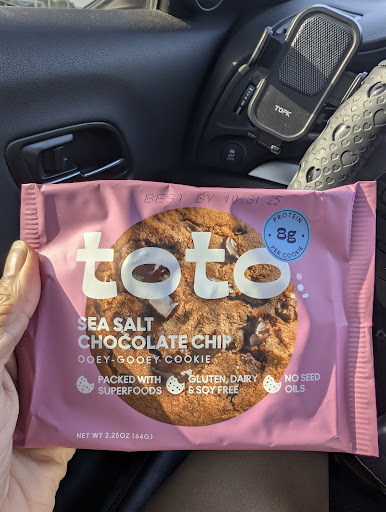 TOPK
BEST BY 10.31.25
PROTEIN
8g
PER COOKIE
toto
SEA SALT
CHOCOLATE CHIP
OOEY-GOOEY COOKIE
PACKED WITH
SUPERFOODS
GLUTEN, DAIRY
& SOY FREE
NO SEED
OILS
NET WT 2.25OZ (64G)